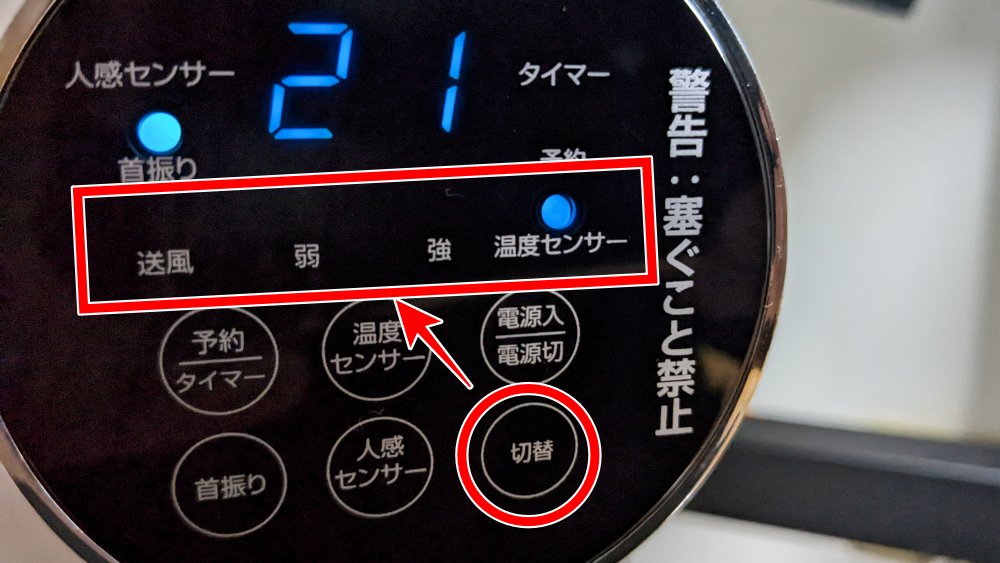 21
人感センサー
タイマー
首振り
予約
送風
弱
強
温度センサー
予約
タイマー
温度
センサー
電源入
電源切
首振り
人感
センサー
切替
警告：塞ぐこと禁止